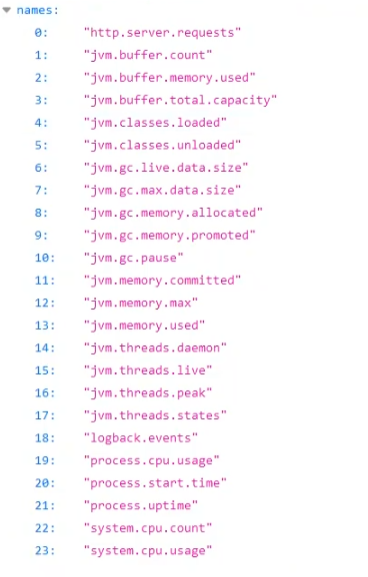 names:
0: "http.server.requests"
1: "jvm.buffer.count"
2: "jvm.buffer.memory.used"
3: "jvm.buffer.total.capacity"
4: "jvm.classes.loaded"
5: "jvm.classes.unloaded"
6: "jvm.gc.live.data.size"
7: "jvm.gc.max.data.size"
8: "jvm.gc.memory.allocated"
9: "jvm.gc.memory.promoted"
10: "jvm.gc.pause"
11: "jvm.memory.committed"
12: "jvm.memory.max"
13: "jvm.memory.used"
14: "jvm.threads.daemon"
15: "jvm.threads.live"
16: "jvm.threads.peak"
17: "jvm.threads.states"
18: "logback.events"
19: "process.cpu.usage"
20: "process.start.time"
21: "process.uptime"
22: "system.cpu.count"
23: "system.cpu.usage"